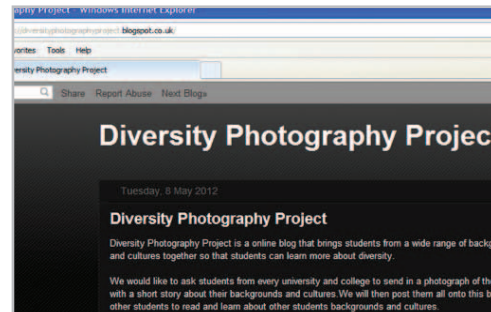 aphy Project - Windows Internet Explorer
diversityphotographyproject.blogspot.co.uk
vorites Tools Help
ersity Photography Project
Share Report Abuse Next Blog»
Diversity Photography Projec
Tuesday, 8 May 2012
Diversity Photography Project
Diversity Photography Project is a online blog that brings students from a wide range of backg
and cultures together so that students can learn more about diversity.
We would like to ask students from every university and college to send in a photograph of th
with a short story about their backgrounds and cultures.We will then post them all onto this b
other students to read and learn about other students backgrounds and cultures.